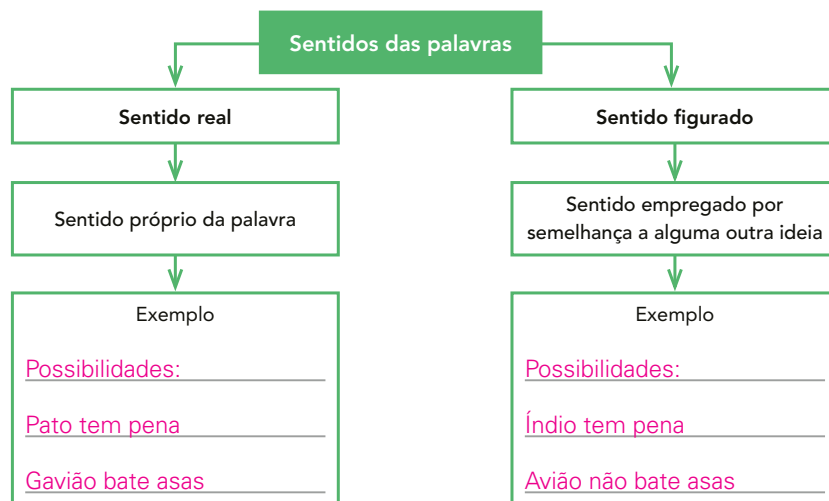 Sentidos das palavras
Sentido real
Sentido próprio da palavra
Exemplo
Possibilidades:
Pato tem pena
Gavião bate asas
Sentido figurado
Sentido empregado por
semelhança a alguma outra ideia
Exemplo
Possibilidades:
Índio tem pena
Avião não bate asas